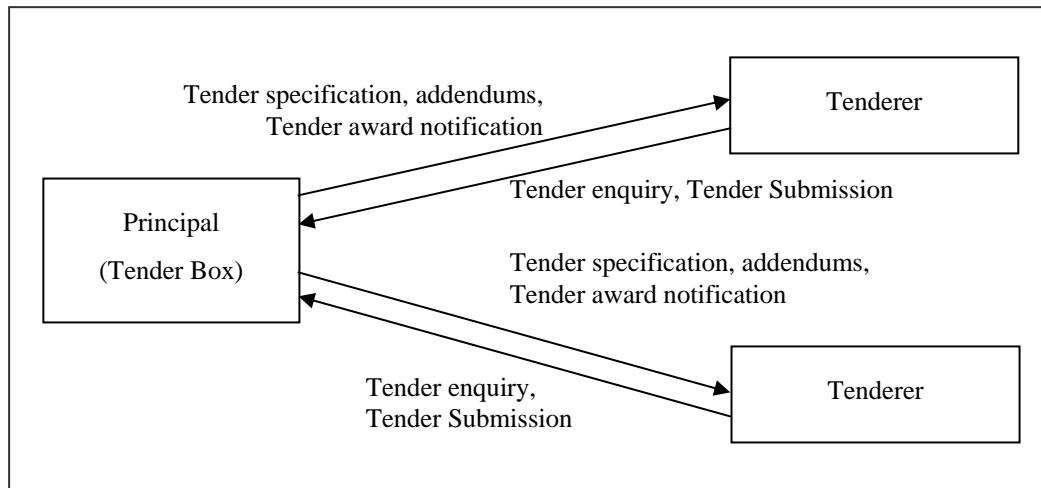 Tender specification, addendums,
Tender award notification
Tenderer
Tender enquiry, Tender Submission
Principal
(Tender Box)
Tender specification, addendums,
Tender award notification
Tender enquiry,
Tender Submission
Tenderer